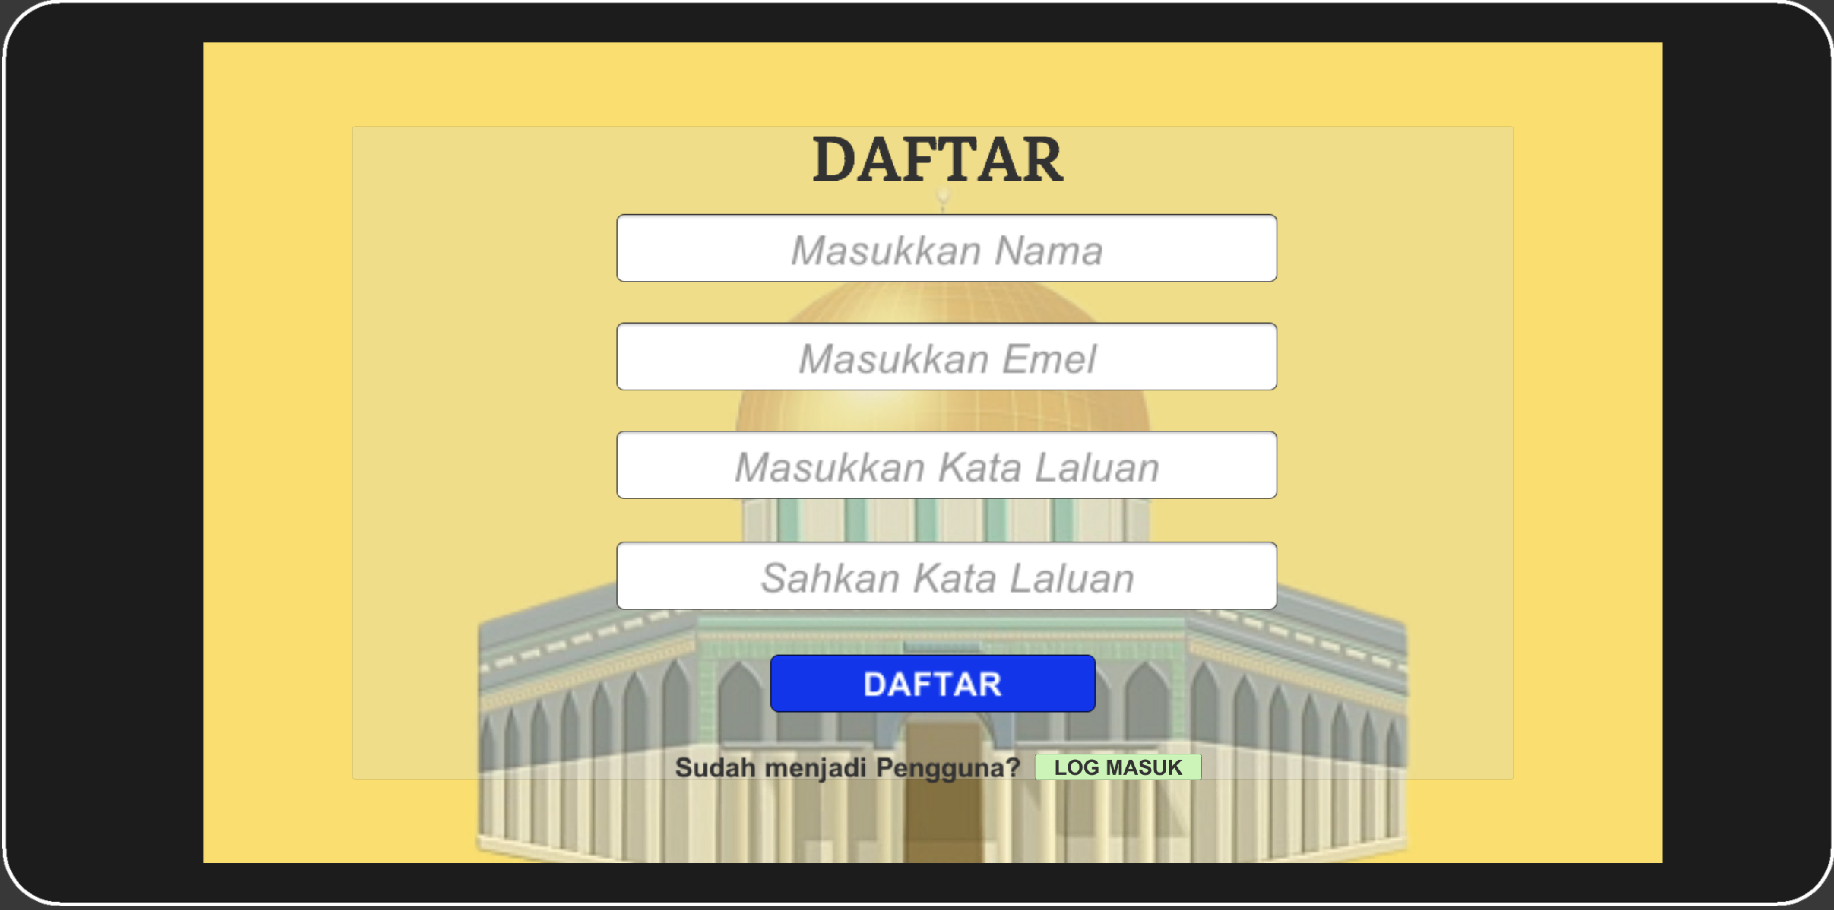 DAFTAR
Masukkan Nama
Masukkan Emel
Masukkan Kata Laluan
Sahkan Kata Laluan
DAFTAR
Sudah menjadi Pengguna? LOG MASUK